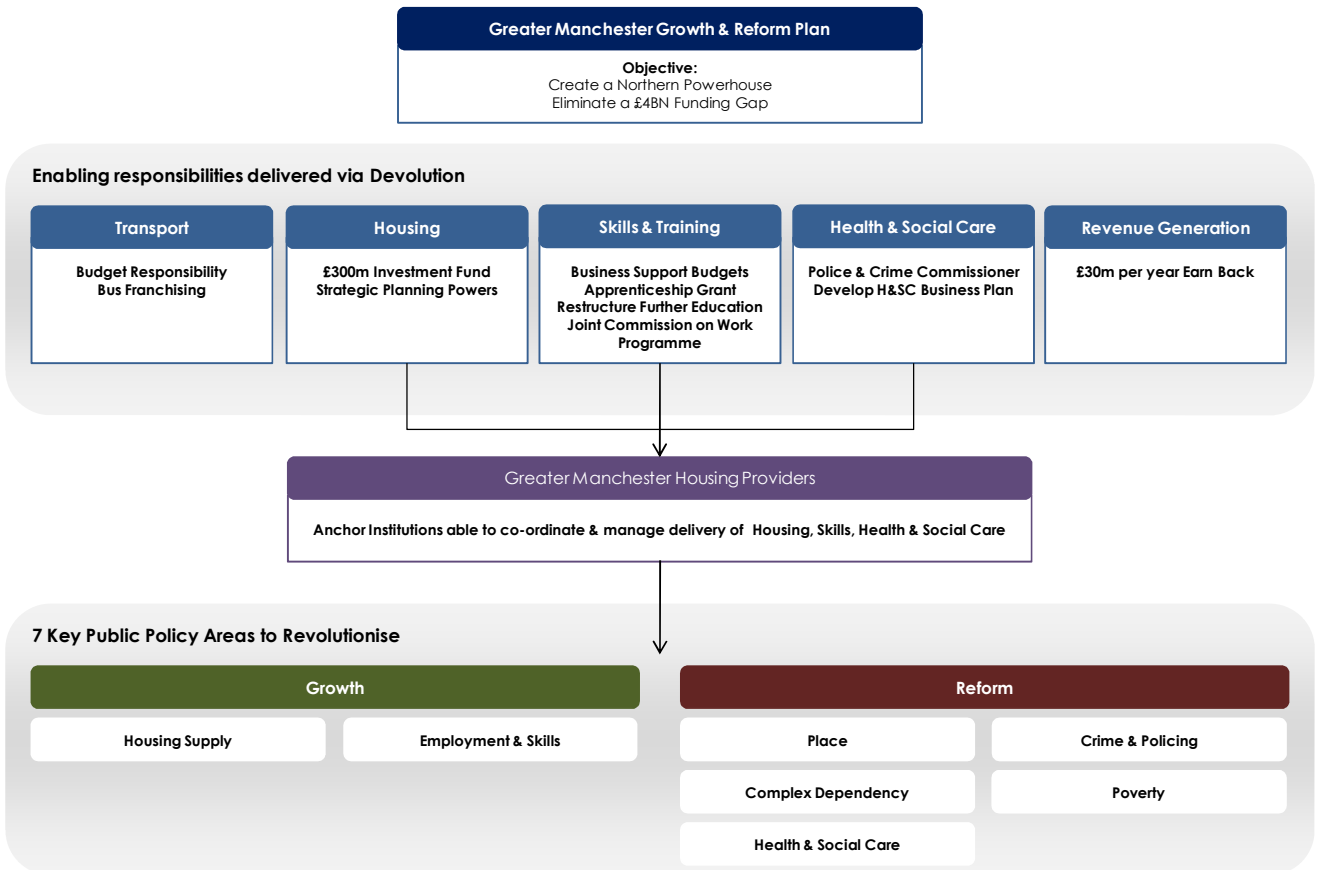 Greater Manchester Growth & Reform Plan
Objective:
Create a Northern Powerhouse
Eliminate a £4BN Funding Gap
Enabling responsibilities delivered via Devolution
Transport
Budget Responsibility
Bus Franchising
Housing
£300m Investment Fund
Strategic Planning Powers
Skills & Training
Business Support Budgets
Apprenticeship Grant
Restructure Further Education
Joint Commission on Work
Programme
Health & Social Care
Police & Crime Commissioner
Develop H&SC Business Plan
Revenue Generation
£30m per year Earn Back
Greater Manchester Housing Providers
Anchor Institutions able to co-ordinate & manage delivery of Housing, Skills, Health & Social Care
7 Key Public Policy Areas to Revolutionise
Growth
Housing Supply
Employment & Skills
Reform
Place
Crime & Policing
Complex Dependency
Poverty
Health & Social Care